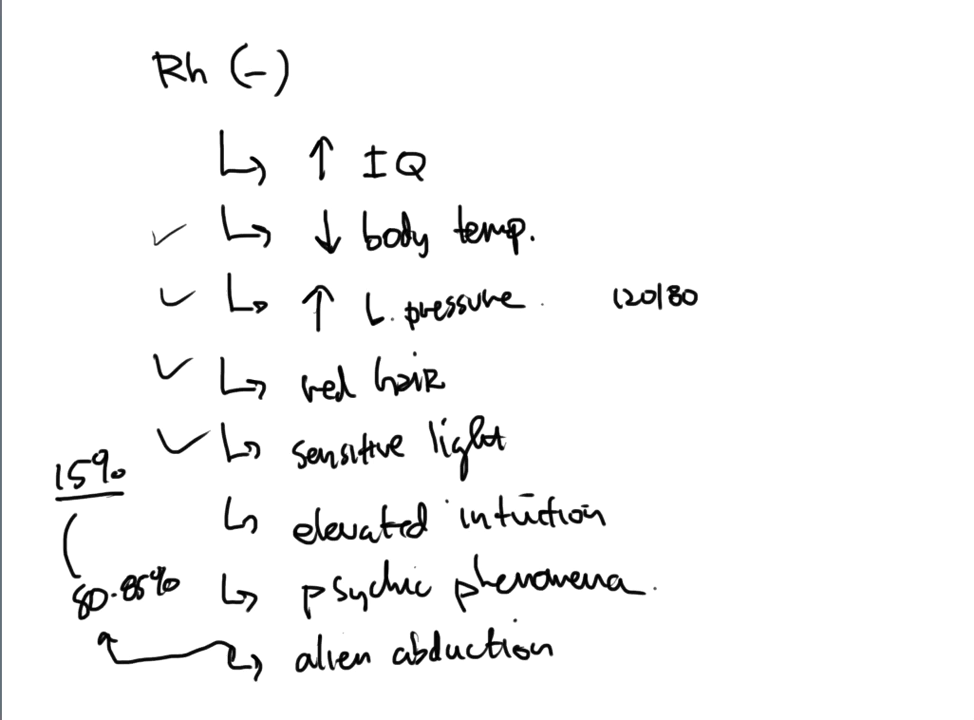 Rh (-)
↳ ↑ IQ
✓ ↳ ↓ body temp.
✓ ↳ ↑ L. pressure 120/80
✓ ↳ red hair
✓ ↳ sensitive light
15%
↳ elevated intuition
80-85% ↳ psychic phenomena.
↳ alien abduction